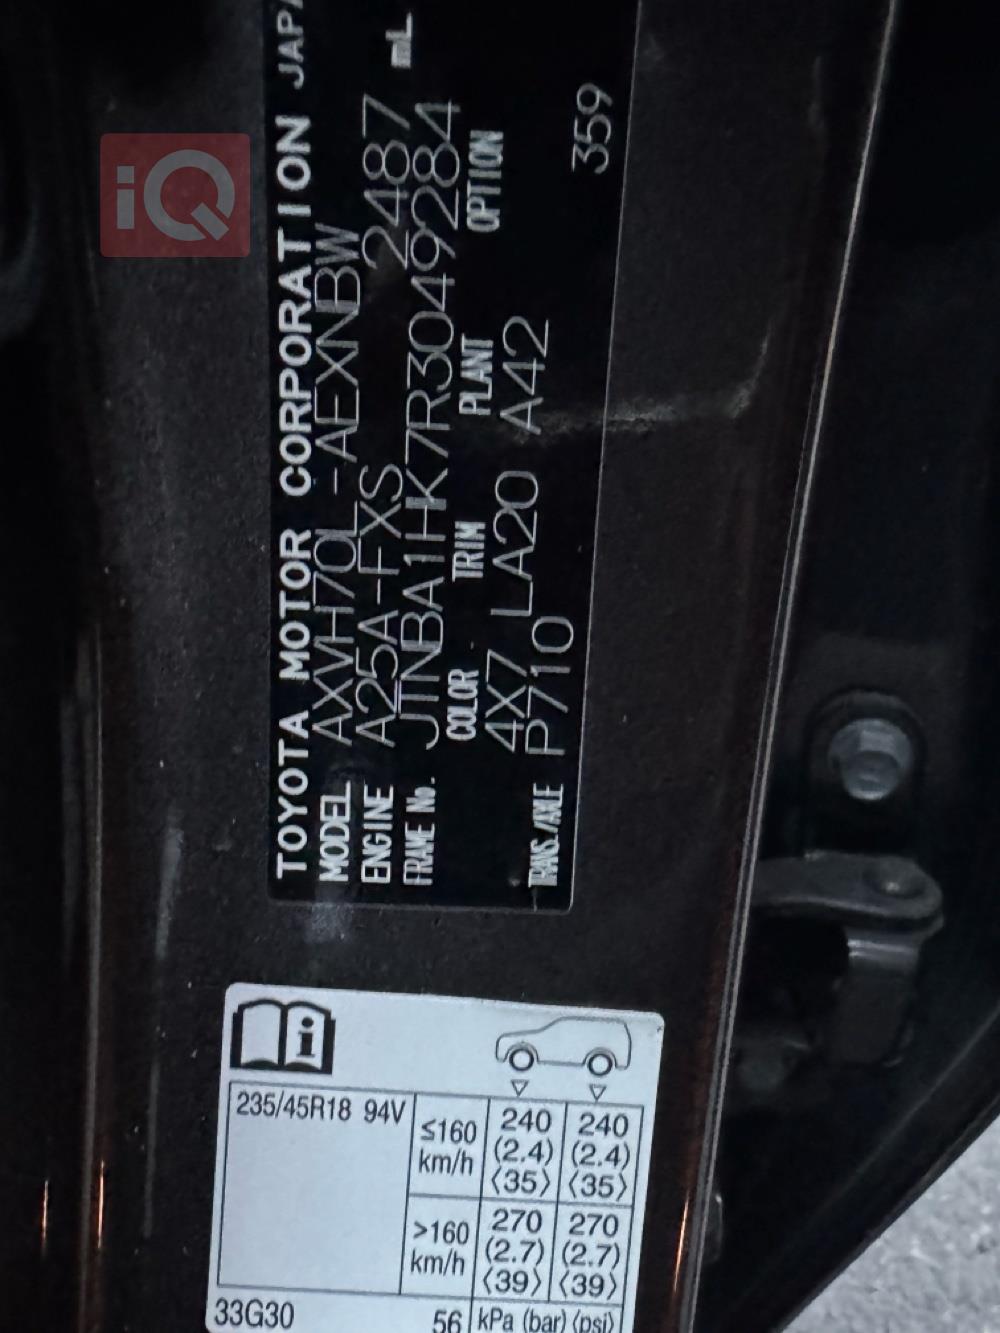 iQ
TOYOTA MOTOR CORPORATION JAPA
MODEL AXVH70L-AEXNBW
ENGINE A25A-FXS 2487 mL
FRAME No. JTNBA1HK7R3049284
COLOR TRIM PLANT OPTION
4X7 LA20 A42
TRANS./AXLE P710 359
235/45R18 94V ≤160 km/h 240 (2.4) ⟨35⟩ 240 (2.4) ⟨35⟩
>160 km/h 270 (2.7) ⟨39⟩ 270 (2.7) ⟨39⟩
33G30 56 kPa (bar) ⟨psi⟩